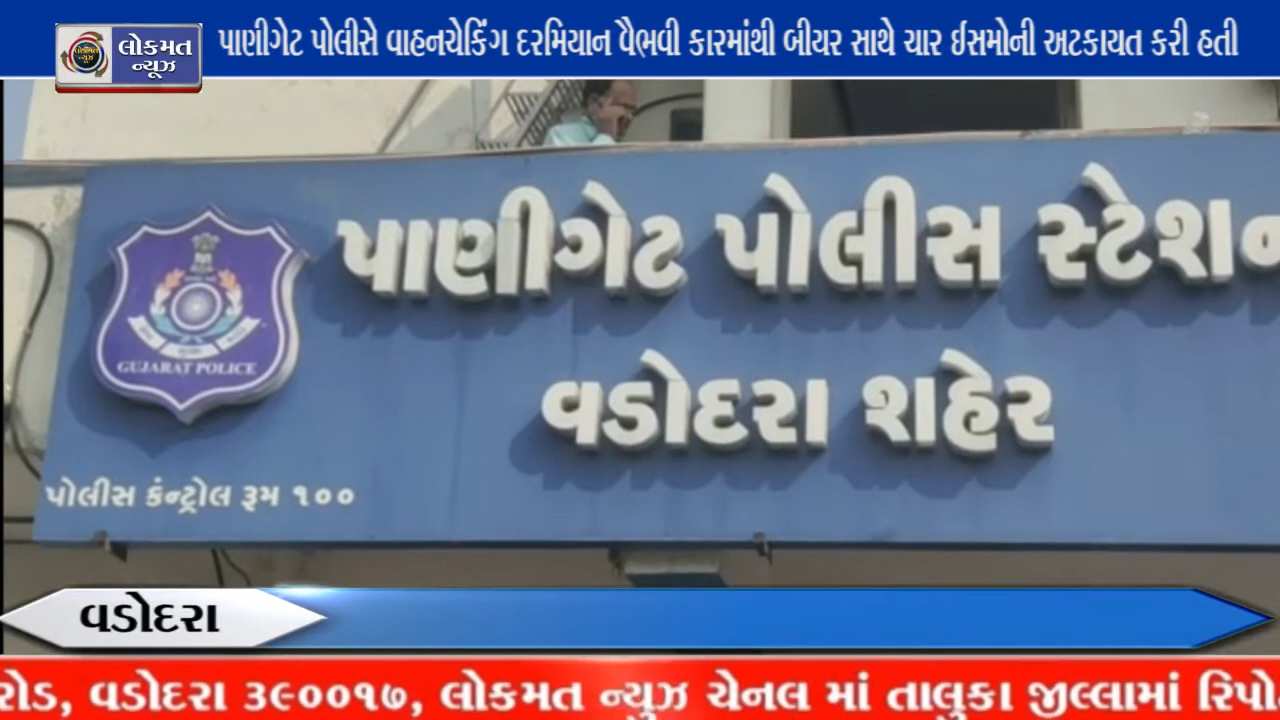 લોકમત
ન્યૂઝ
પાણીગેટ પોલીસે વાહનચેકિંગ દરમિયાન વૈભવી કારમાંથી બીયર સાથે ચાર ઈસમોની અટકાયત કરી હતી
પાણીગેટ પોલીસ સ્ટેશન
વડોદરા શહેર
GUJARAT POLICE
પોલીસ કંન્ટ્રોલ રૂમ ૧૦૦
વડોદરા
રોડ, વડોદરા ૩૯૦૦૧૭, લોકમત ન્યુઝ ચેનલ માં તાલુકા જીલ્લામાં રિપો